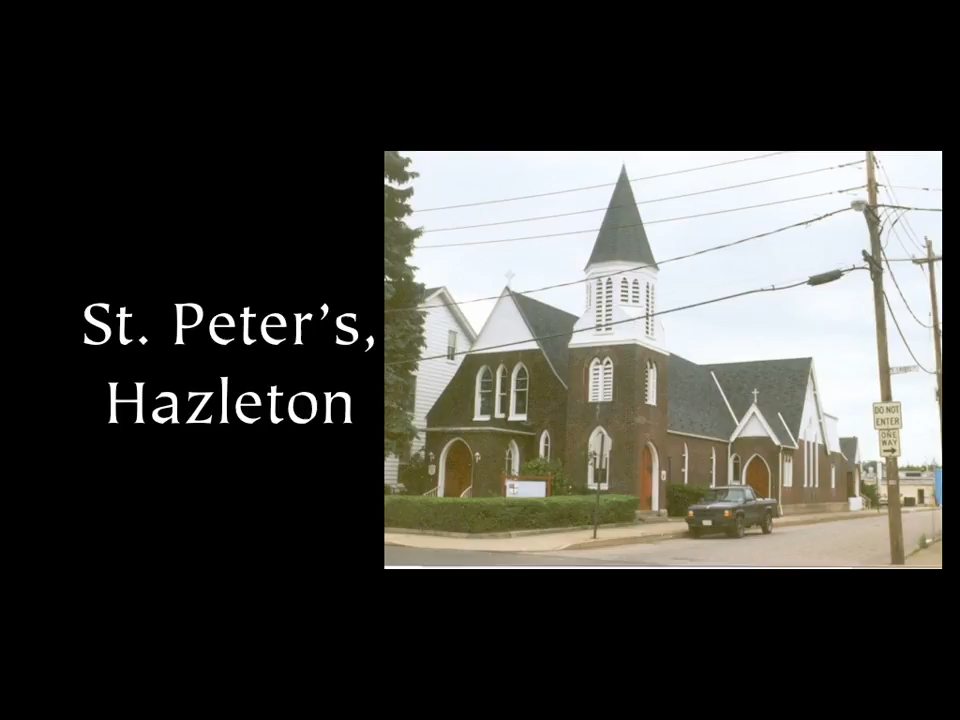 St. Peter's,
Hazleton
DO NOT
ENTER
ONE
WAY